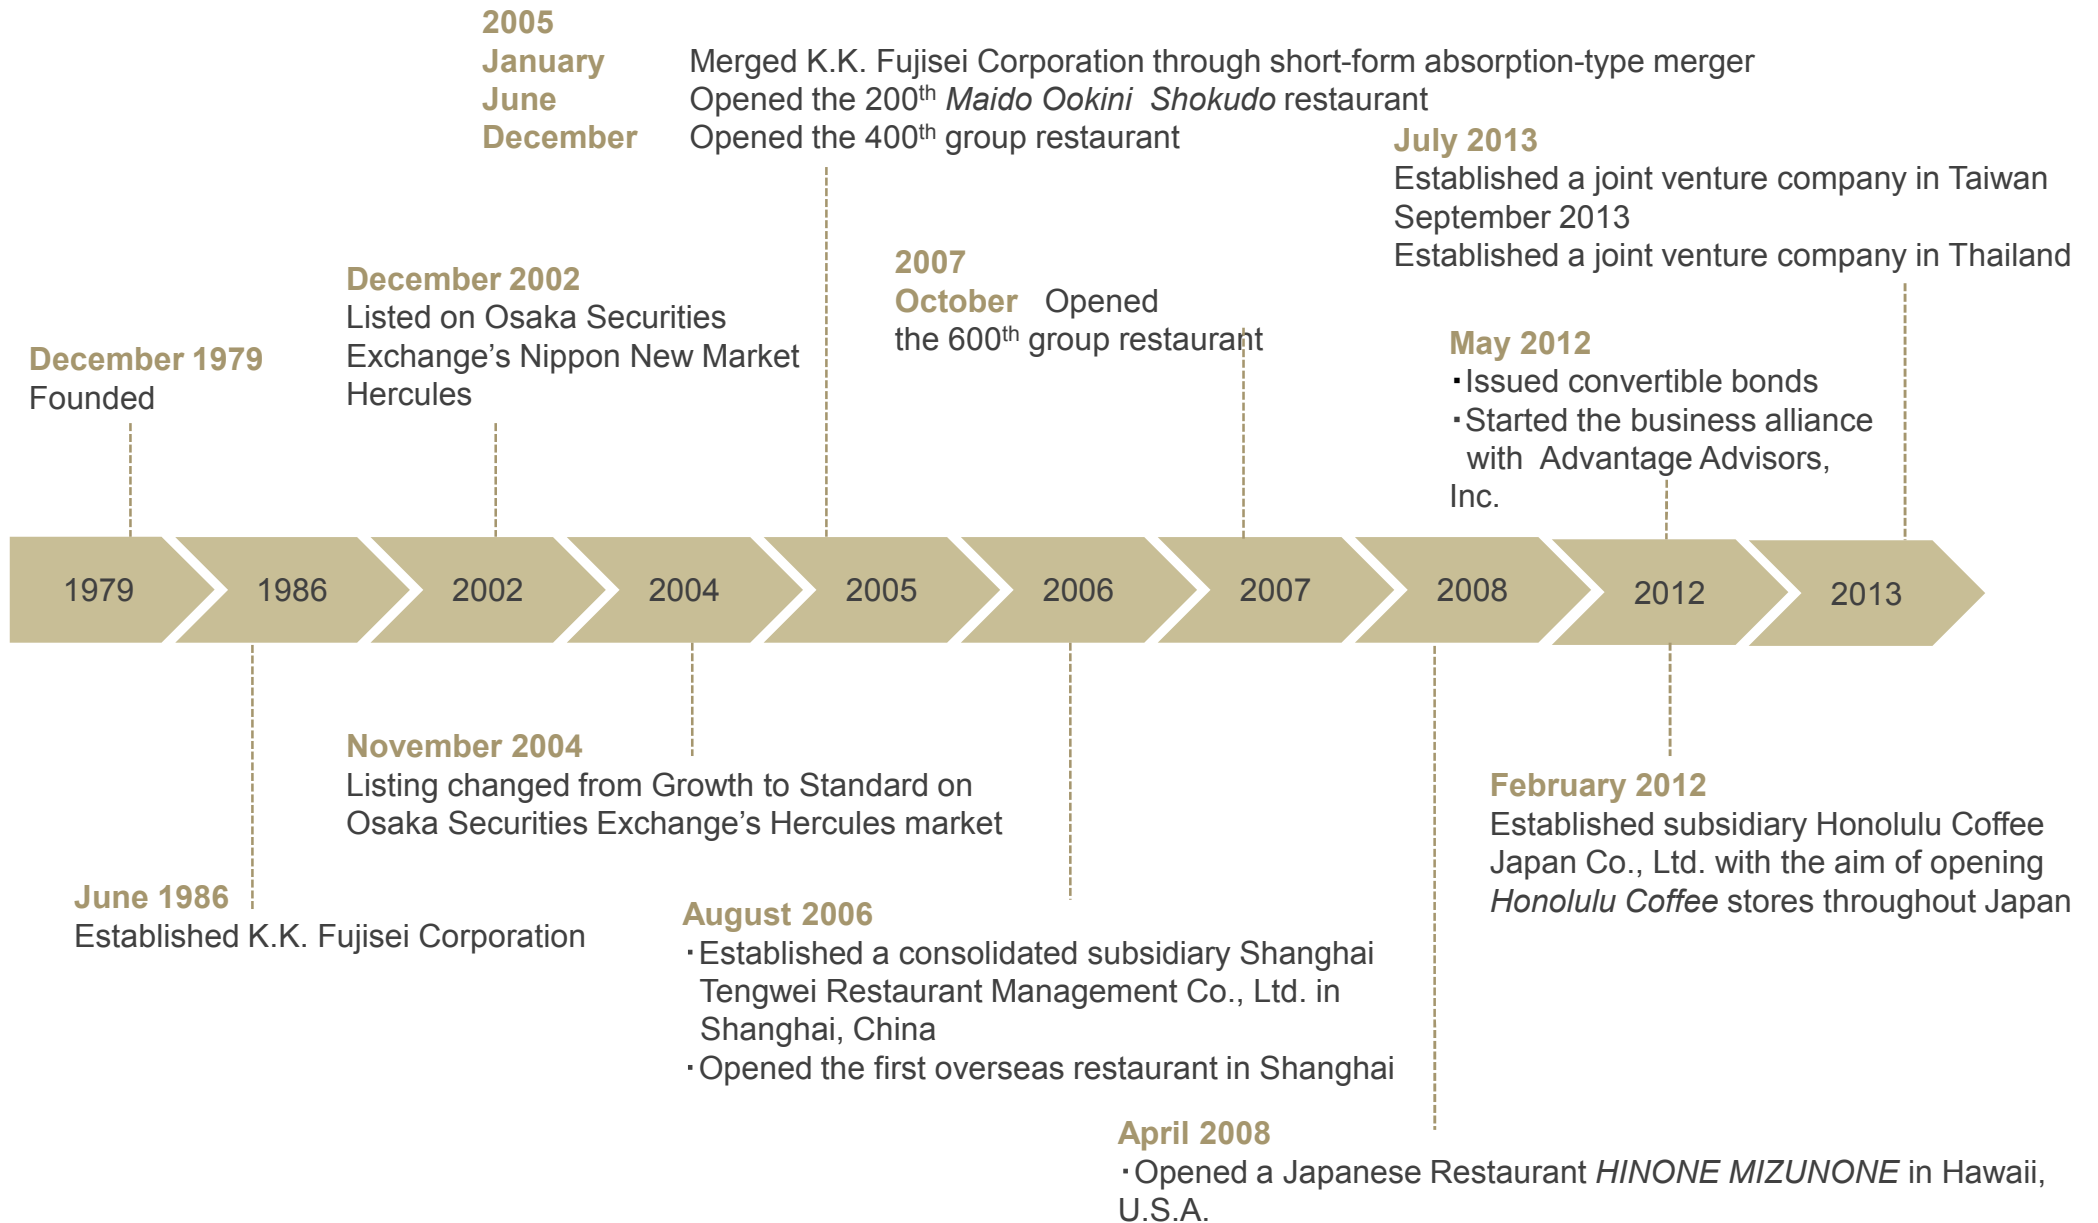 2005
January Merged K.K. Fujisei Corporation through short-form absorption-type merger
June Opened the 200th Maido Ookini Shokudo restaurant
December Opened the 400th group restaurant
July 2013
Established a joint venture company in Taiwan
September 2013
Established a joint venture company in Thailand
2007
October Opened
the 600th group restaurant
December 2002
Listed on Osaka Securities
Exchange’s Nippon New Market
Hercules
May 2012
・Issued convertible bonds
・Started the business alliance
with Advantage Advisors,
Inc.
December 1979
Founded
1979 1986 2002 2004 2005 2006 2007 2008 2012 2013
November 2004
Listing changed from Growth to Standard on
Osaka Securities Exchange’s Hercules market
February 2012
Established subsidiary Honolulu Coffee
Japan Co., Ltd. with the aim of opening
Honolulu Coffee stores throughout Japan
June 1986
Established K.K. Fujisei Corporation
August 2006
・Established a consolidated subsidiary Shanghai
Tengwei Restaurant Management Co., Ltd. in
Shanghai, China
・Opened the first overseas restaurant in Shanghai
April 2008
・Opened a Japanese Restaurant HINONE MIZUNONE in Hawaii,
U.S.A.